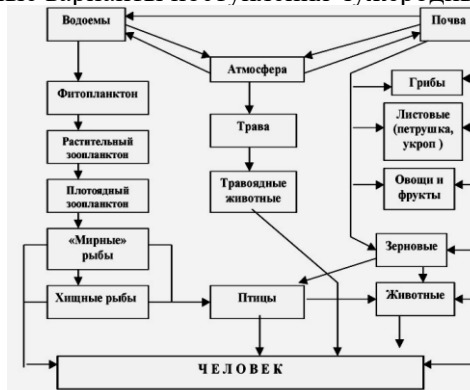 Водоемы
Почва
Атмосфера
Фитопланктон
Грибы
Трава
Листовые
(петрушка,
укроп )
Растительный
зоопланктон
Плотоядный
зоопланктон
Травоядные
животные
Овощи и
фрукты
«Мирные»
рыбы
Зерновые
Хищные рыбы
Птицы
Животные
Ч Е Л О В Е К